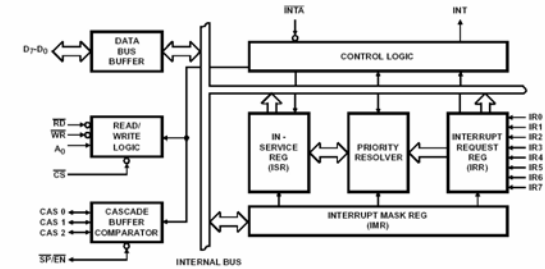 INTA
INT
D7-D0
DATA
BUS
BUFFER
CONTROL LOGIC
RD
WR
A0
CS
READ/
WRITE
LOGIC
IN -
SERVICE
REG
(ISR)
PRIORITY
RESOLVER
INTERRUPT
REQUEST
REG
(IRR)
IR0
IR1
IR2
IR3
IR4
IR5
IR6
IR7
CAS 0
CAS 1
CAS 2
CASCADE
BUFFER
COMPARATOR
INTERRUPT MASK REG
(IMR)
SP/EN
INTERNAL BUS